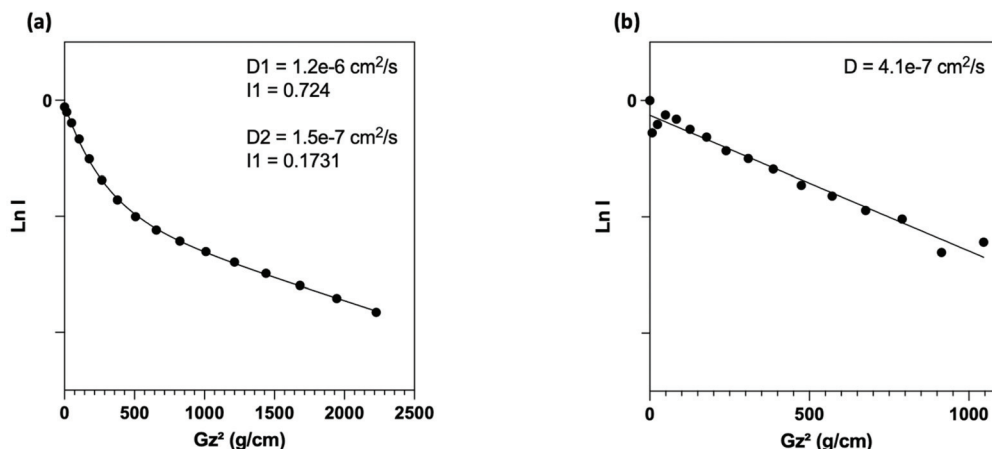 (a)
D1 = 1.2e-6 cm²/s
I1 = 0.724
D2 = 1.5e-7 cm²/s
I1 = 0.1731
0
Ln I
0 500 1000 1500 2000 2500
Gz² (g/cm)
(b)
D = 4.1e-7 cm²/s
0
Ln I
0 500 1000
Gz² (g/cm)